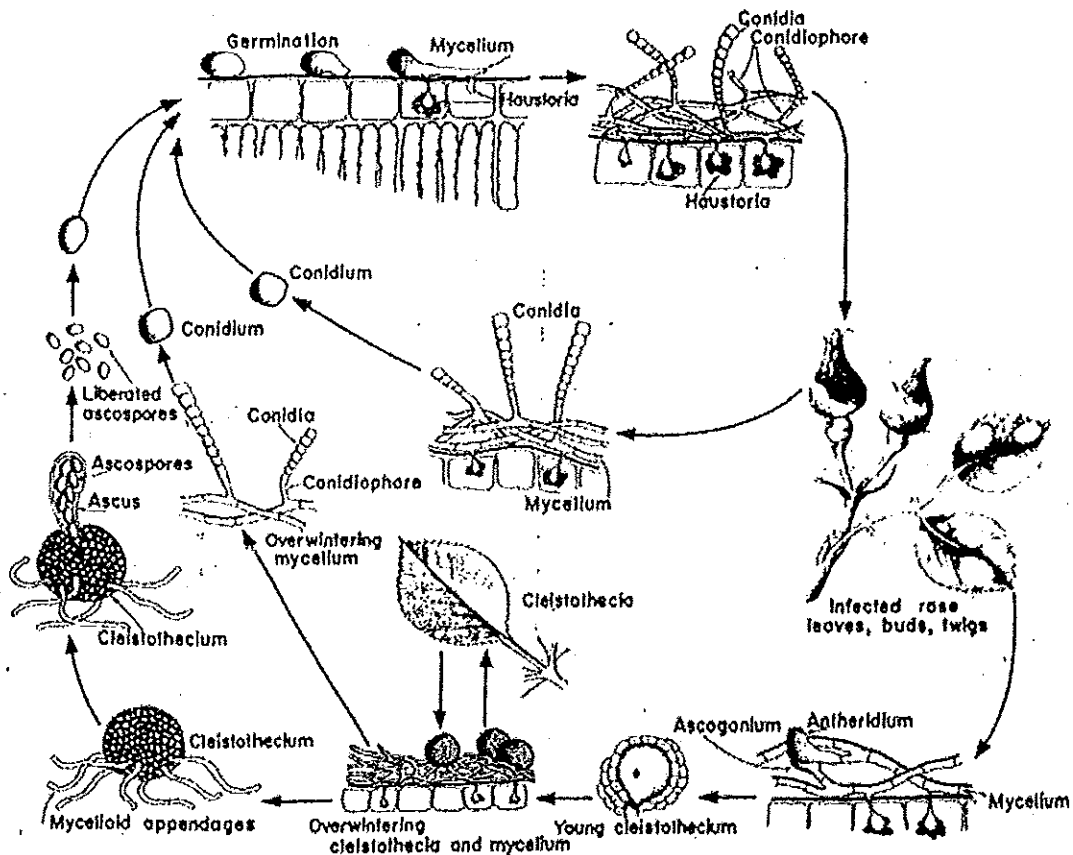 Germination
Mycelium
Haustoria
Conidia
Conidiophore
Haustoria
Conidium
Conidium
Conidia
Liberated
ascospores
Conidia
Ascospores
Ascus
Conidiophore
Mycelium
Overwintering
mycelium
Cleistothecia
Infected rose
leaves, buds, twigs
Cleistothecium
Ascogonium
Antheridium
Cleistothecium
Mycelium
Myceloid appendages
Overwintering
cleistothecia and mycelium
Young cleistothecium